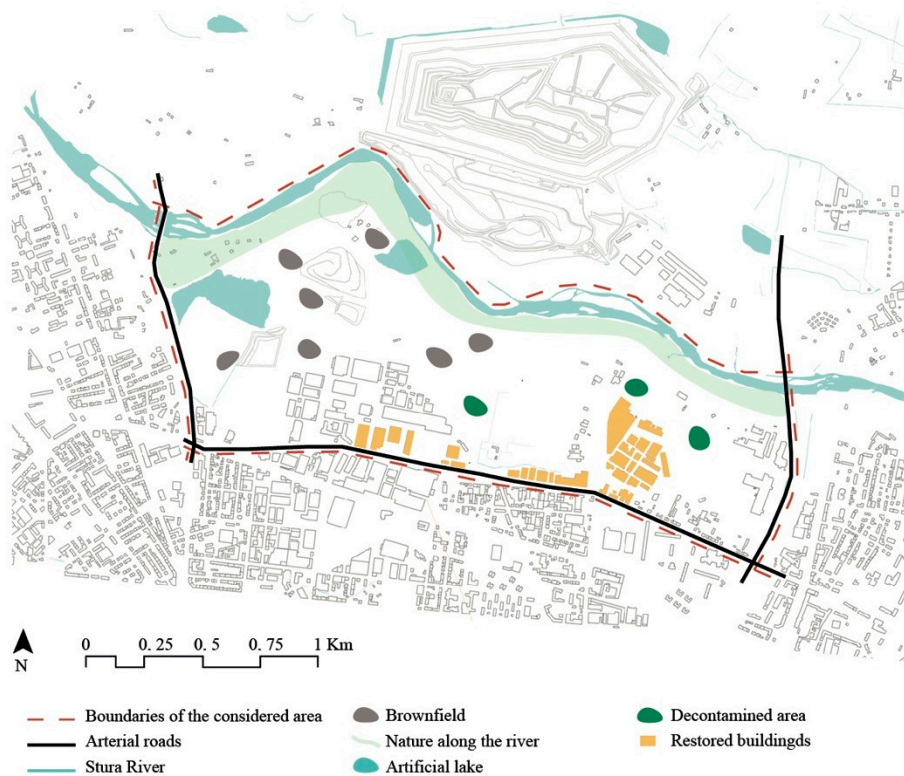 N
0 0.25 0. 5 0.75 1 Km
Boundaries of the considered area
Arterial roads
Stura River
Brownfield
Nature along the river
Artificial lake
Decontamined area
Restored buildingds